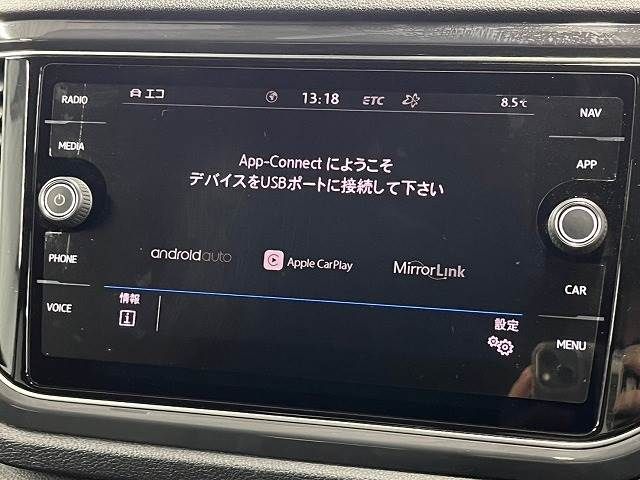 RADIO
MEDIA
PHONE
VOICE
エコ
13:18
ETC
8.5℃
App-Connect にようこそ
デバイスをUSBポートに接続して下さい
androidauto
Apple CarPlay
MirrorLink
情報
i
設定
NAV
APP
CAR
MENU